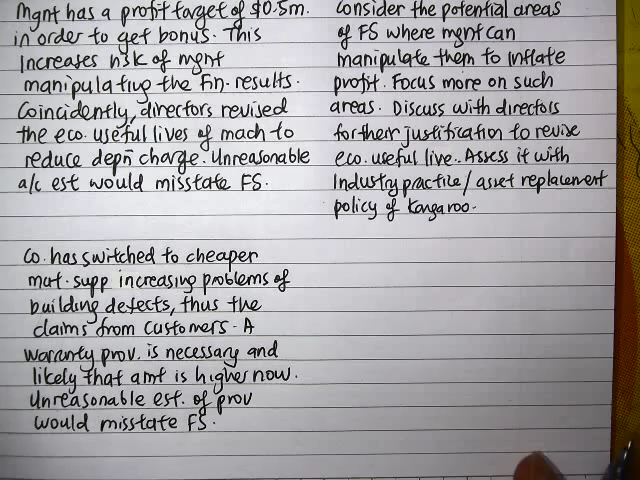 Mgnt has a profit target of $0.5m.
in order to get bonus. This
increases risk of mgnt
manipulating the Fin. results.
Coincidently, directors revised
the eco. useful lives of mach to
reduce depn charge. Unreasonable
a/c est would misstate FS.
Consider the potential areas
of FS where mgnt can
manipulate them to inflate
profit. Focus more on such
areas. Discuss with directors
for their justification to revise
eco. useful live. Assess it with
Industry practice/asset replacement
policy of Kangaroo.
Co. has switched to cheaper
mat. supp increasing problems of
building defects, thus the
claims from customers. A
warranty prov. is necessary and
likely that amt is higher now.
Unreasonable est. of prov
would misstate FS.